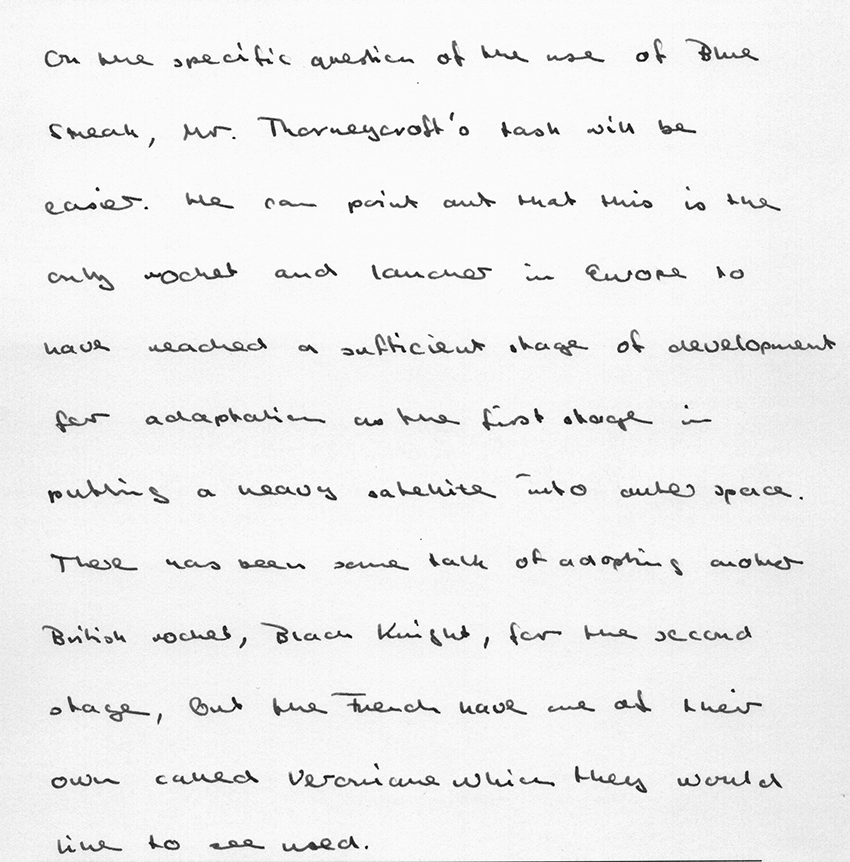 On the specific question of the use of Blue
Streak, Mr. Thorneycroft's task will be
easier. He can point out that this is the
only rocket and launcher in Europe to
have reached a sufficient stage of development
for adaptation as the first stage in
putting a heavy satellite into outer space.
There has been some talk of adopting another
British rocket, Black Knight, for the second
stage, but the French have one of their
own called Veronique which they would
like to see used.